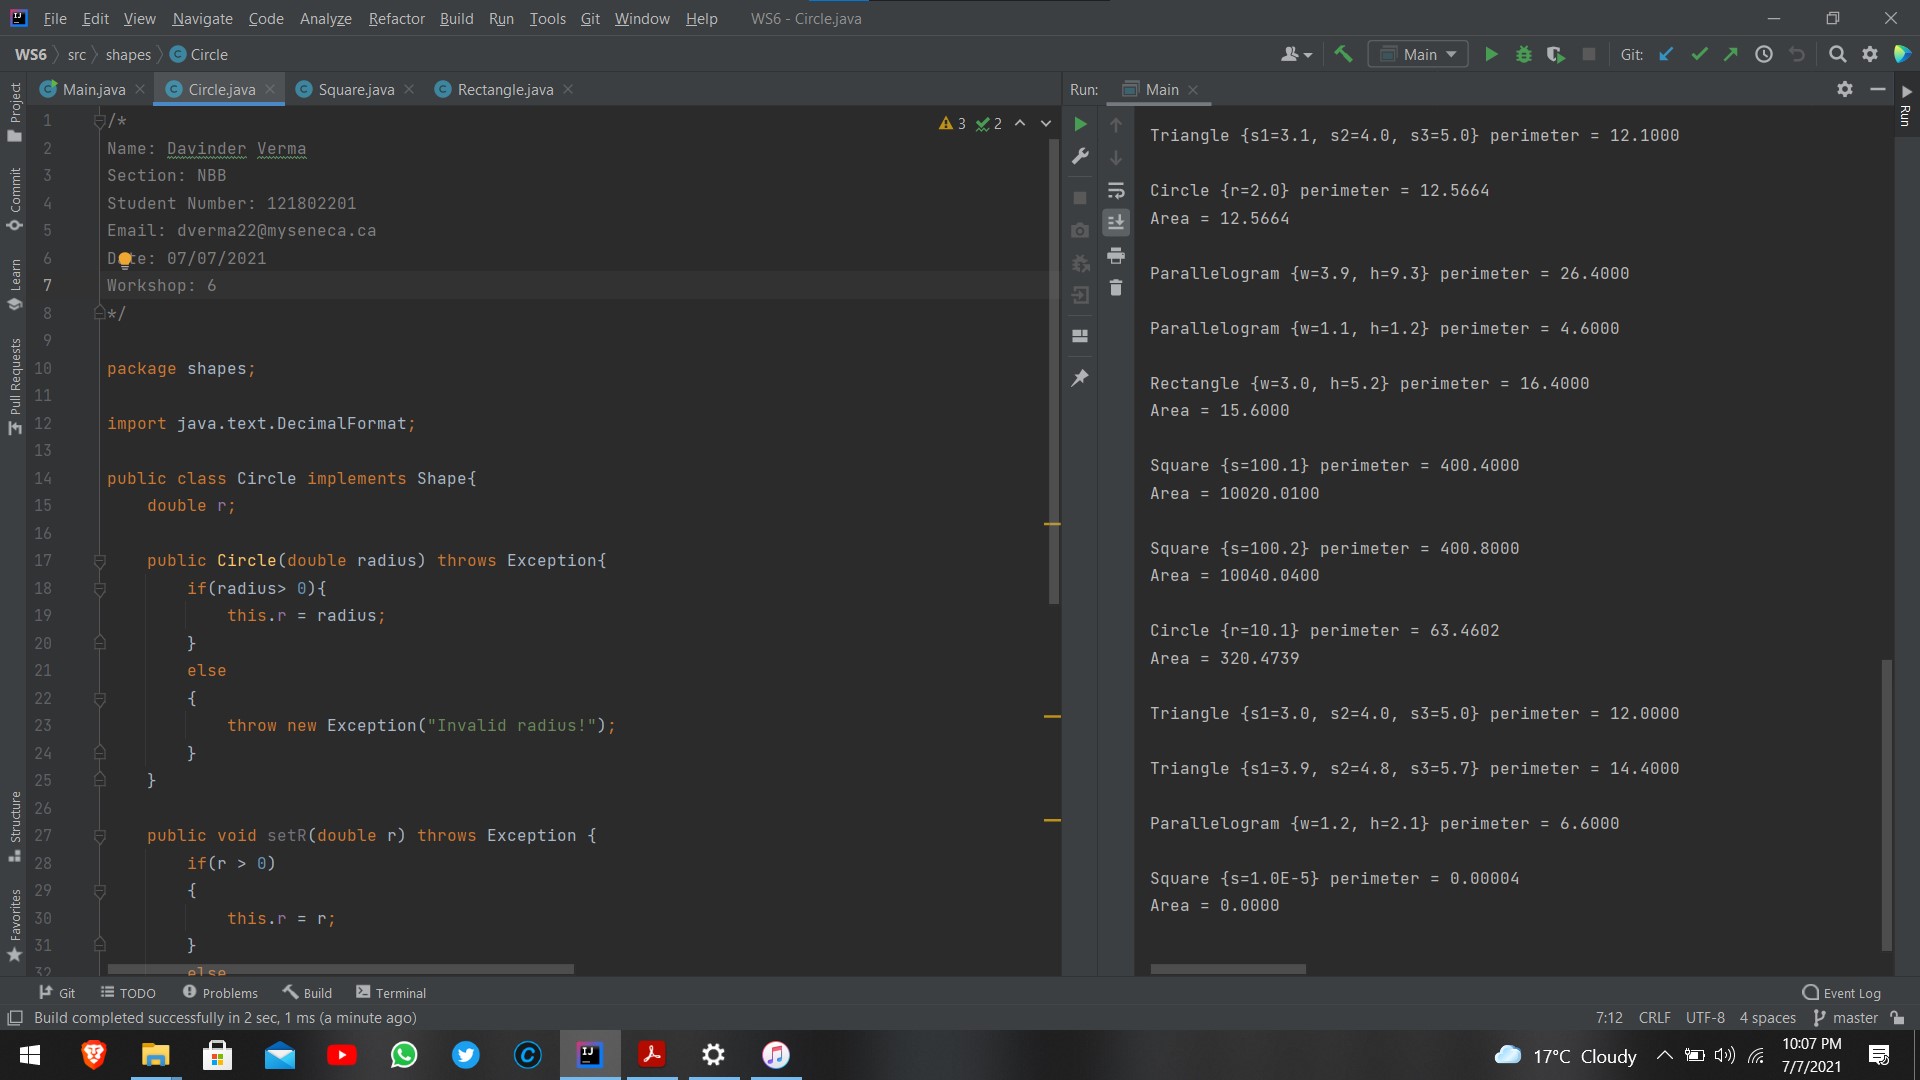 File Edit View Navigate Code Analyze Refactor Build Run Tools Git Window Help WS6 - Circle.java
WS6 src shapes Circle Main Git:
Main.java Circle.java Square.java Rectangle.java Run: Main
Project
Commit
Learn
Pull Requests
Structure
Favorites
3 2
1 /*
2 Name: Davinder Verma
3 Section: NBB
4 Student Number: 121802201
5 Email: dverma22@myseneca.ca
6 Date: 07/07/2021
7 Workshop: 6
8 */
9
10 package shapes;
11
12 import java.text.DecimalFormat;
13
14 public class Circle implements Shape{
15 double r;
16
17 public Circle(double radius) throws Exception{
18 if(radius> 0){
19 this.r = radius;
20 }
21 else
22 {
23 throw new Exception("Invalid radius!");
24 }
25 }
26
27 public void setR(double r) throws Exception {
28 if(r > 0)
29 {
30 this.r = r;
31 }
32 else
Triangle {s1=3.1, s2=4.0, s3=5.0} perimeter = 12.1000
Circle {r=2.0} perimeter = 12.5664
Area = 12.5664
Parallelogram {w=3.9, h=9.3} perimeter = 26.4000
Parallelogram {w=1.1, h=1.2} perimeter = 4.6000
Rectangle {w=3.0, h=5.2} perimeter = 16.4000
Area = 15.6000
Square {s=100.1} perimeter = 400.4000
Area = 10020.0100
Square {s=100.2} perimeter = 400.8000
Area = 10040.0400
Circle {r=10.1} perimeter = 63.4602
Area = 320.4739
Triangle {s1=3.0, s2=4.0, s3=5.0} perimeter = 12.0000
Triangle {s1=3.9, s2=4.8, s3=5.7} perimeter = 14.4000
Parallelogram {w=1.2, h=2.1} perimeter = 6.6000
Square {s=1.0E-5} perimeter = 0.00004
Area = 0.0000
Run
Git TODO Problems Build Terminal Event Log
Build completed successfully in 2 sec, 1 ms (a minute ago) 7:12 CRLF UTF-8 4 spaces master
17°C Cloudy 10:07 PM
7/7/2021